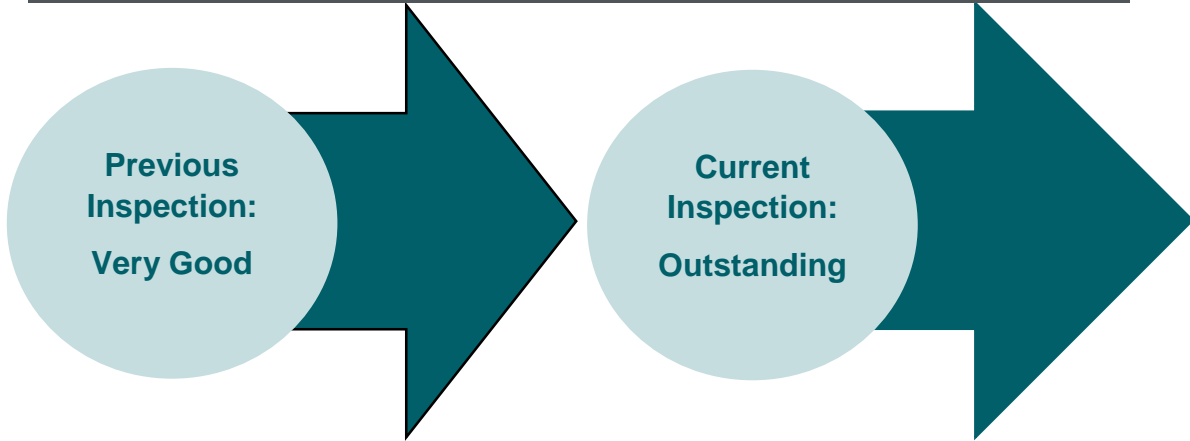 Previous
Inspection:
Very Good
Current
Inspection:
Outstanding